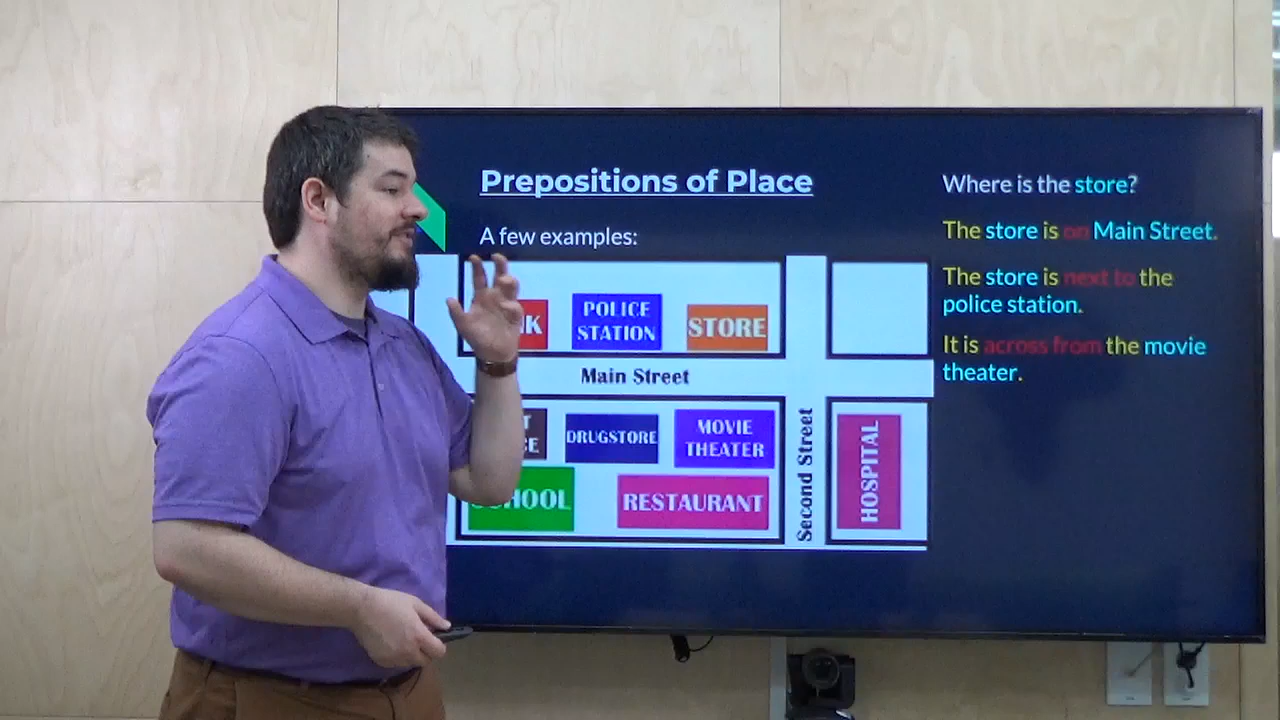 Prepositions of Place
A few examples:
POLICE
STATION
STORE
Main Street
DRUGSTORE
MOVIE
THEATER
RESTAURANT
Second Street
HOSPITAL
Where is the store?
The store is on Main Street.
The store is next to the
police station.
It is across from the movie
theater.